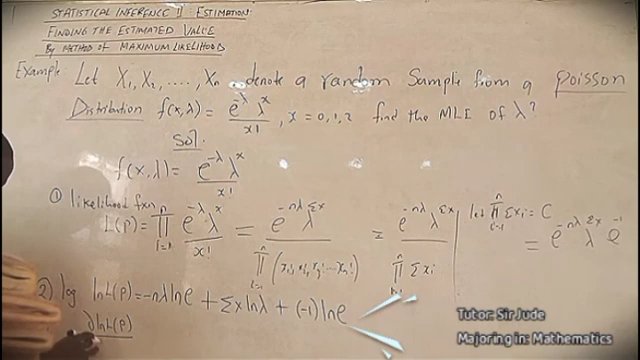 STATISTICAL INFERENCE II ESTIMATION:
FINDING THE ESTIMATED VALUE
By METHOD OF MAXIMUM LIKELIHOOD
Example: Let X₁, X₂, ....., Xₙ denote a random Sample from a poisson
Distribution f(x,λ) = e^{-λ} λ^x / x! , x = 0,1,2 find the MLE of λ?
Sol.
f(x,λ) = e^{-λ} λ^x / x!
① likelihood fxn
L(p) = ∏_{i=1}^{n} e^{-λ} λ^x / x! = e^{-nλ} λ^{Σx} / ∏_{i=1}^{n} (x₁!, x₂, x₃! ... xₙ!) = e^{-nλ} λ^{Σx} / ∏_{i=1}^{n} Σxᵢ | let ∏_{i=1}^{n} Σxᵢ = C = e^{-nλ} λ^{Σx} e^{-1}
2) log ln L(p) = -nλ ln e + Σx ln λ + (-1) ln e
∂ln L(p)
Tutor: Sir Jude
Majoring in: Mathematics